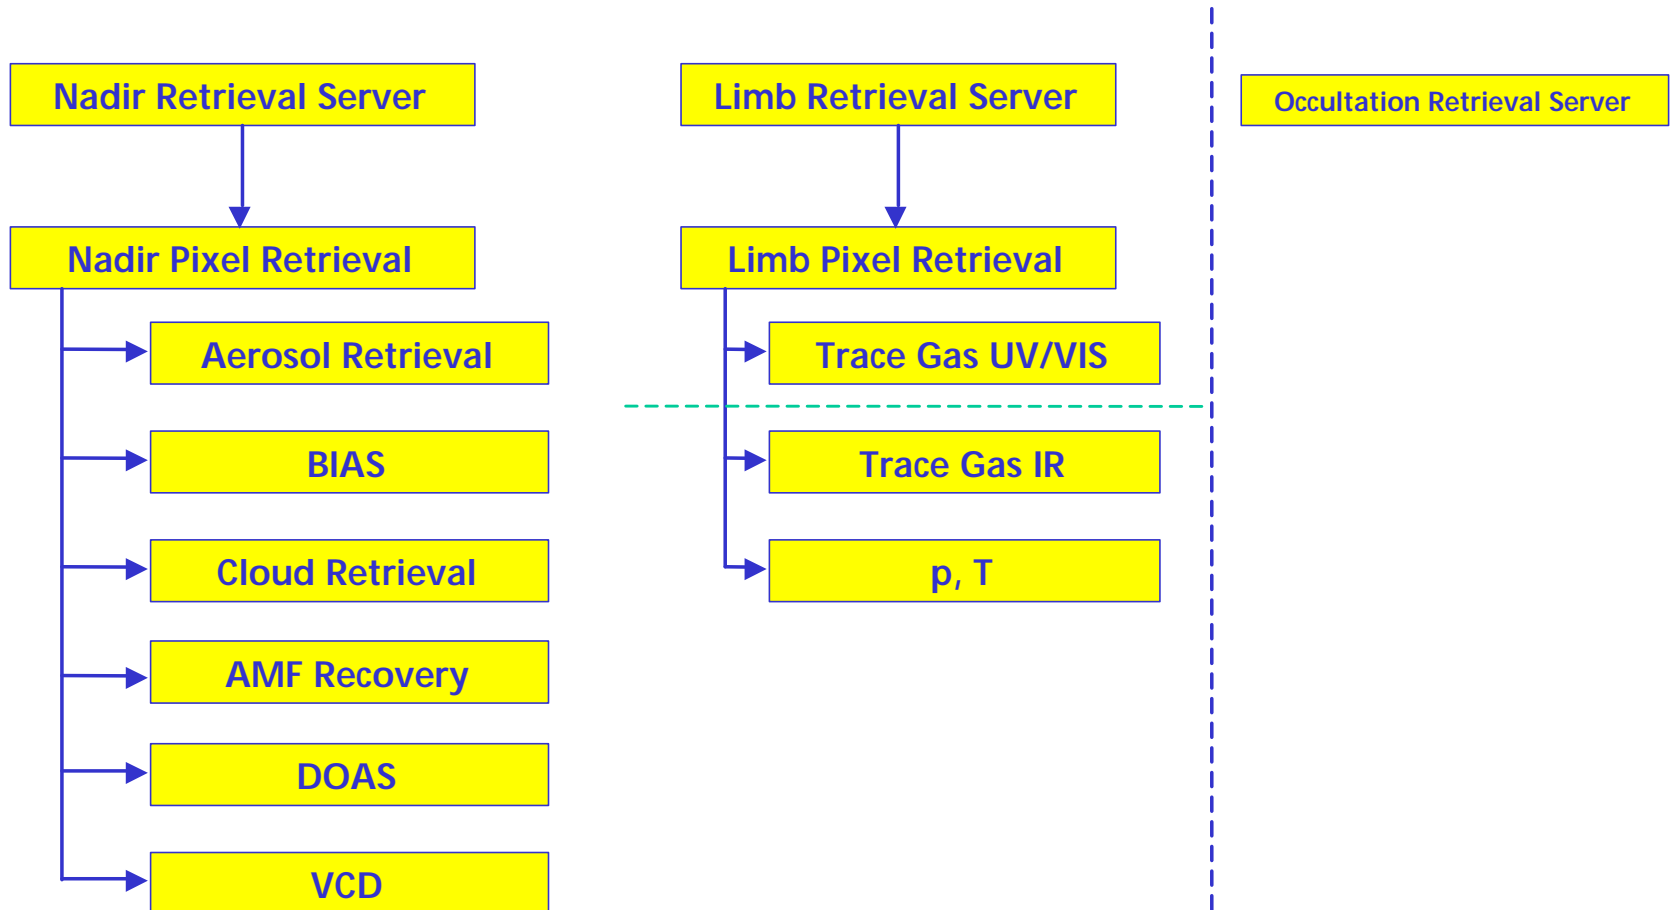 Nadir Retrieval Server
Nadir Pixel Retrieval
Aerosol Retrieval
BIAS
Cloud Retrieval
AMF Recovery
DOAS
VCD
Limb Retrieval Server
Limb Pixel Retrieval
Trace Gas UV/VIS
Trace Gas IR
p, T
Occultation Retrieval Server